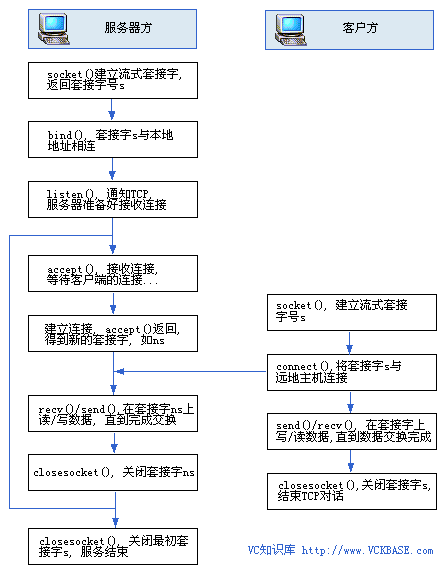 服务器方
socket()建立流式套接字,
返回套接字号s
bind(), 套接字s与本地
地址相连
listen(), 通知TCP,
服务器准备好接收连接
accept(), 接收连接,
等待客户端的连接...
建立连接, accept()返回,
得到新的套接字, 如ns
recv()/send(),在套接字ns上
读/写数据, 直到完成交换
closesocket(), 关闭套接字ns
closesocket(), 关闭最初套
接字s, 服务结束
客户方
socket(), 建立流式套接
字号s
connect(),将套接字s与
远地主机连接
send()/recv(), 在套接字上
写/读数据,直到数据交换完成
closesocket(),关闭套接字s,
结束TCP对话
VC知识库 http://www.VCKBASE.com